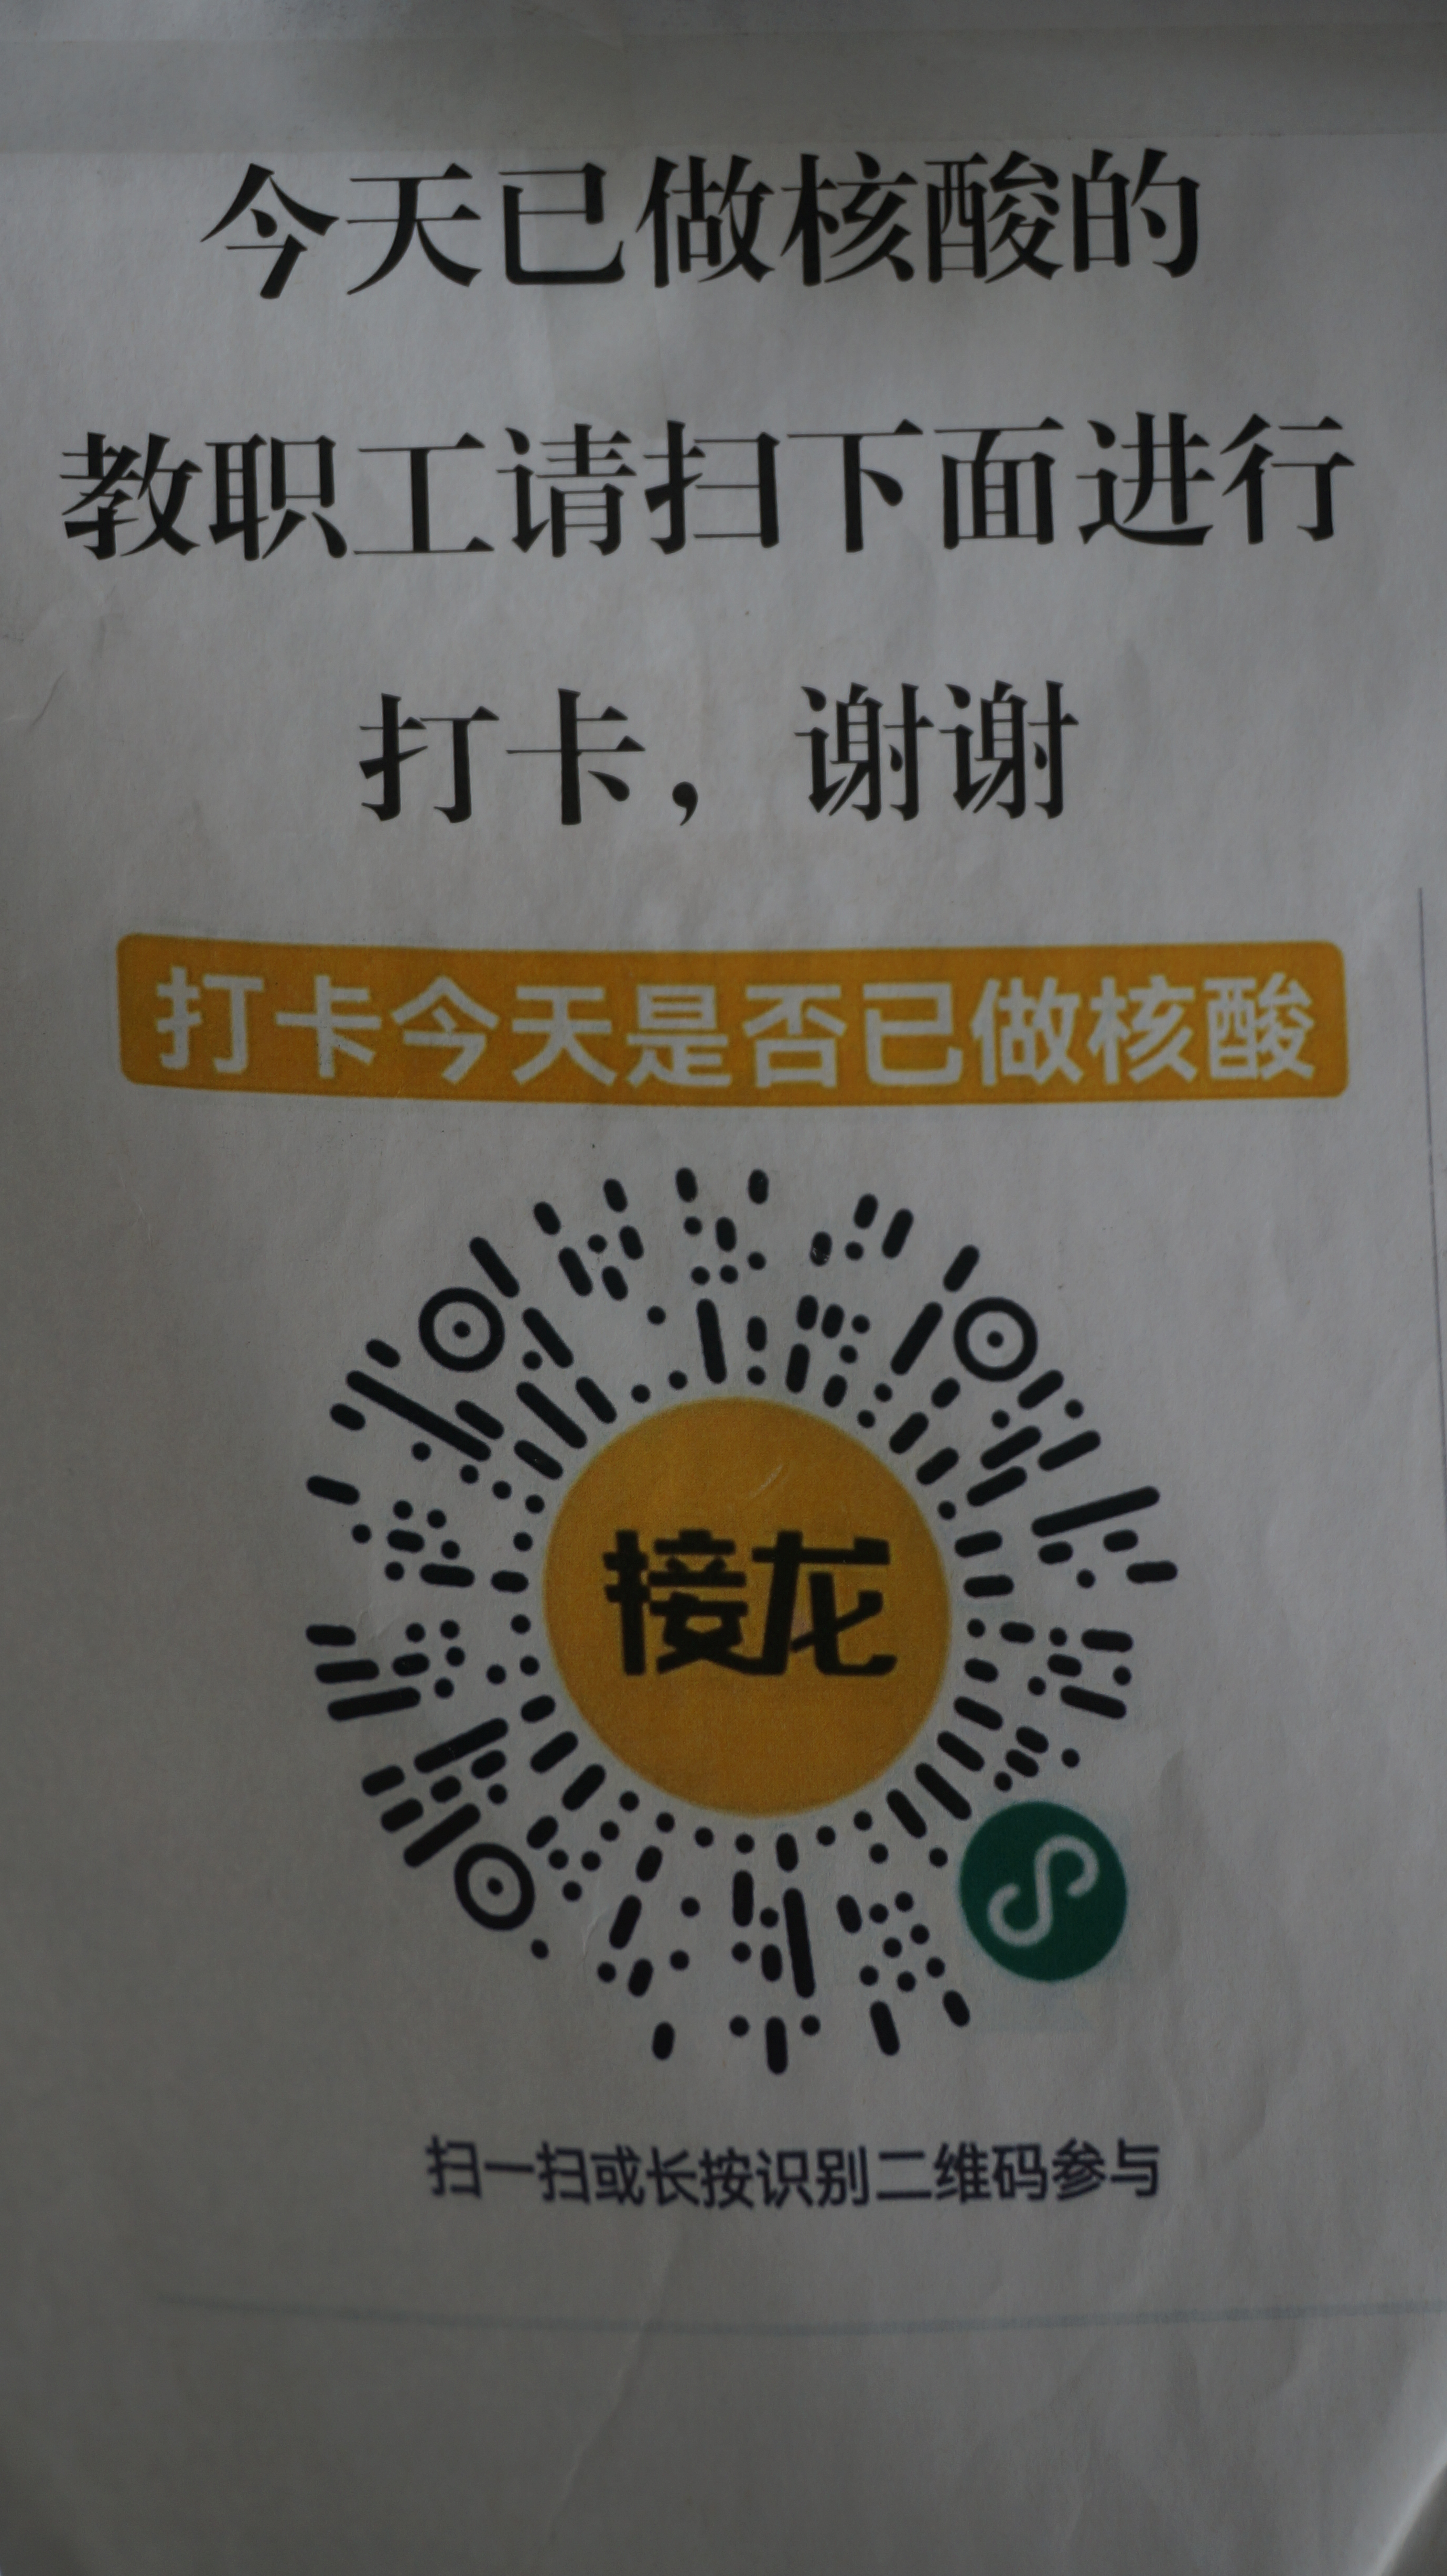 今天已做核酸的
教职工请扫下面进行
打卡，谢谢
打卡今天是否已做核酸
接龙
扫一扫或长按识别二维码参与